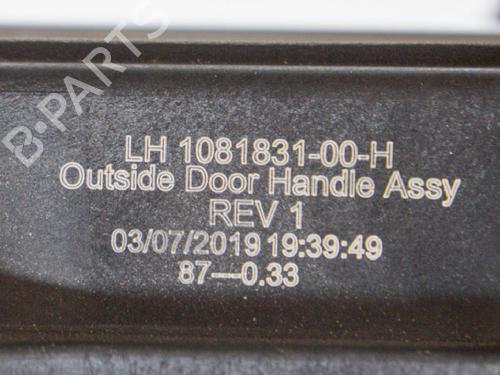 B-PARTS
LH 1081831-00-H
Outside Door Handle Assy
REV 1
03/07/2019 19:39:49
87—0.33